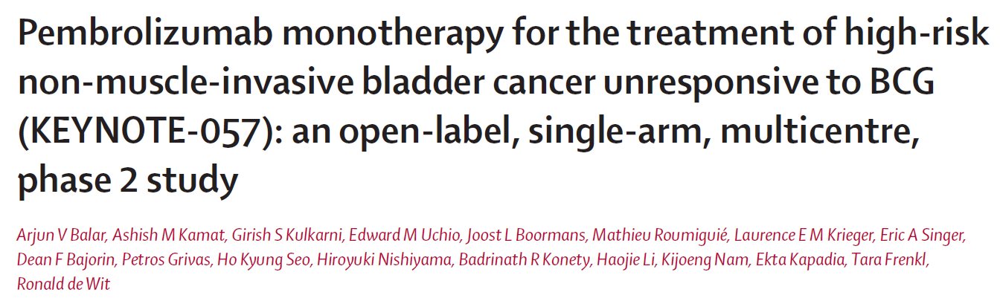 Pembrolizumab monotherapy for the treatment of high-risk
non-muscle-invasive bladder cancer unresponsive to BCG
(KEYNOTE-057): an open-label, single-arm, multicentre,
phase 2 study
Arjun V Balar, Ashish M Kamat, Girish S Kulkarni, Edward M Uchio, Joost L Boormans, Mathieu Roumiguié, Laurence E M Krieger, Eric A Singer,
Dean F Bajorin, Petros Grivas, Ho Kyung Seo, Hiroyuki Nishiyama, Badrinath R Konety, Haojie Li, Kijoeng Nam, Ekta Kapadia, Tara Frenkl,
Ronald de Wit